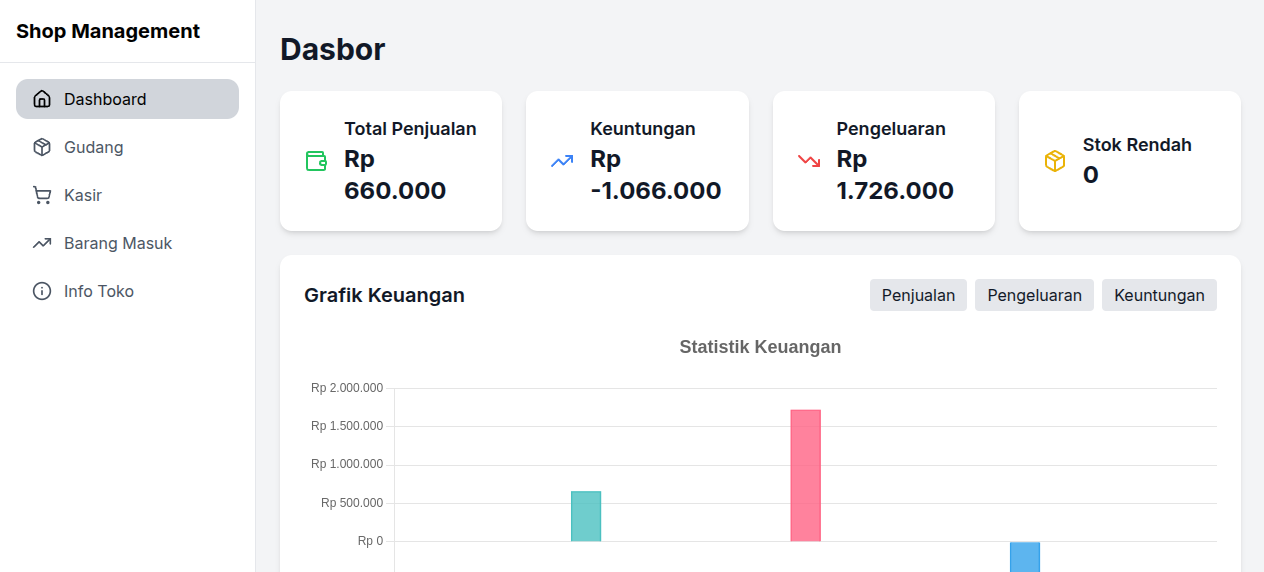 Shop Management
Dashboard
Gudang
Kasir
Barang Masuk
Info Toko
Dasbor
Total Penjualan
Rp
660.000
Keuntungan
Rp
-1.066.000
Pengeluaran
Rp
1.726.000
Stok Rendah
0
Grafik Keuangan
Penjualan
Pengeluaran
Keuntungan
Statistik Keuangan
Rp 2.000.000
Rp 1.500.000
Rp 1.000.000
Rp 500.000
Rp 0